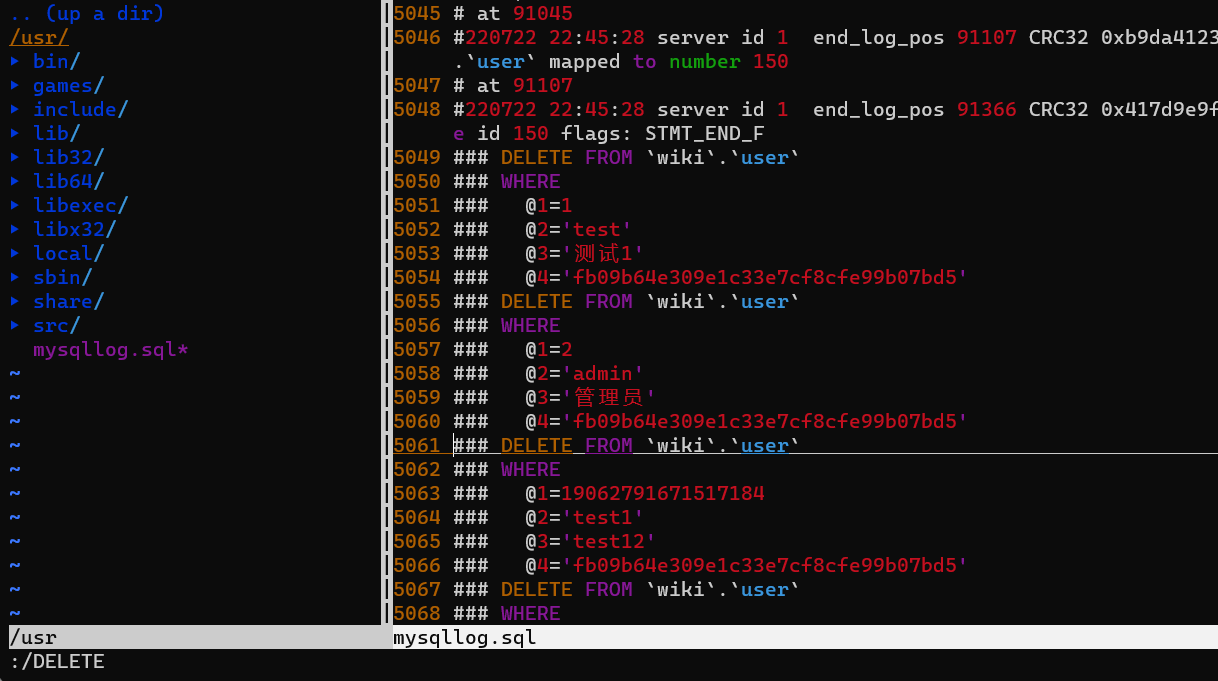 .. (up a dir)
/usr/
▸ bin/
▸ games/
▸ include/
▸ lib/
▸ lib32/
▸ lib64/
▸ libexec/
▸ libx32/
▸ local/
▸ sbin/
▸ share/
▸ src/
mysqllog.sql*
~
~
~
~
~
~
~
~
~
~
~
/usr
5045 # at 91045
5046 #220722 22:45:28 server id 1  end_log_pos 91107 CRC32 0xb9da4123
.`user` mapped to number 150
5047 # at 91107
5048 #220722 22:45:28 server id 1  end_log_pos 91366 CRC32 0x417d9e9f
e id 150 flags: STMT_END_F
5049 ### DELETE FROM `wiki`.`user`
5050 ### WHERE
5051 ###   @1=1
5052 ###   @2='test'
5053 ###   @3='测试1'
5054 ###   @4='fb09b64e309e1c33e7cf8cfe99b07bd5'
5055 ### DELETE FROM `wiki`.`user`
5056 ### WHERE
5057 ###   @1=2
5058 ###   @2='admin'
5059 ###   @3='管理员'
5060 ###   @4='fb09b64e309e1c33e7cf8cfe99b07bd5'
5061 ### DELETE FROM `wiki`.`user`
5062 ### WHERE
5063 ###   @1=19062791671517184
5064 ###   @2='test1'
5065 ###   @3='test12'
5066 ###   @4='fb09b64e309e1c33e7cf8cfe99b07bd5'
5067 ### DELETE FROM `wiki`.`user`
5068 ### WHERE
mysqllog.sql
:/DELETE